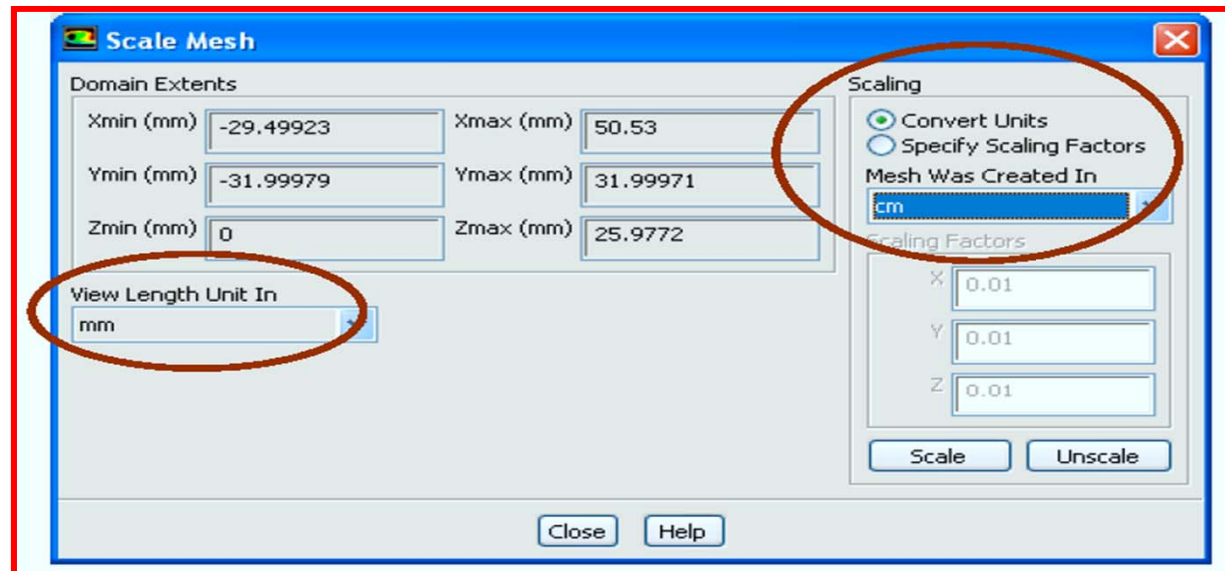 Scale Mesh
Domain Extents
Xmin (mm) -29.49923 Xmax (mm) 50.53
Ymin (mm) -31.99979 Ymax (mm) 31.99971
Zmin (mm) 0 Zmax (mm) 25.9772
View Length Unit In
mm
Scaling
Convert Units
Specify Scaling Factors
Mesh Was Created In
cm
Scaling Factors
X 0.01
Y 0.01
Z 0.01
Scale Unscale
Close Help